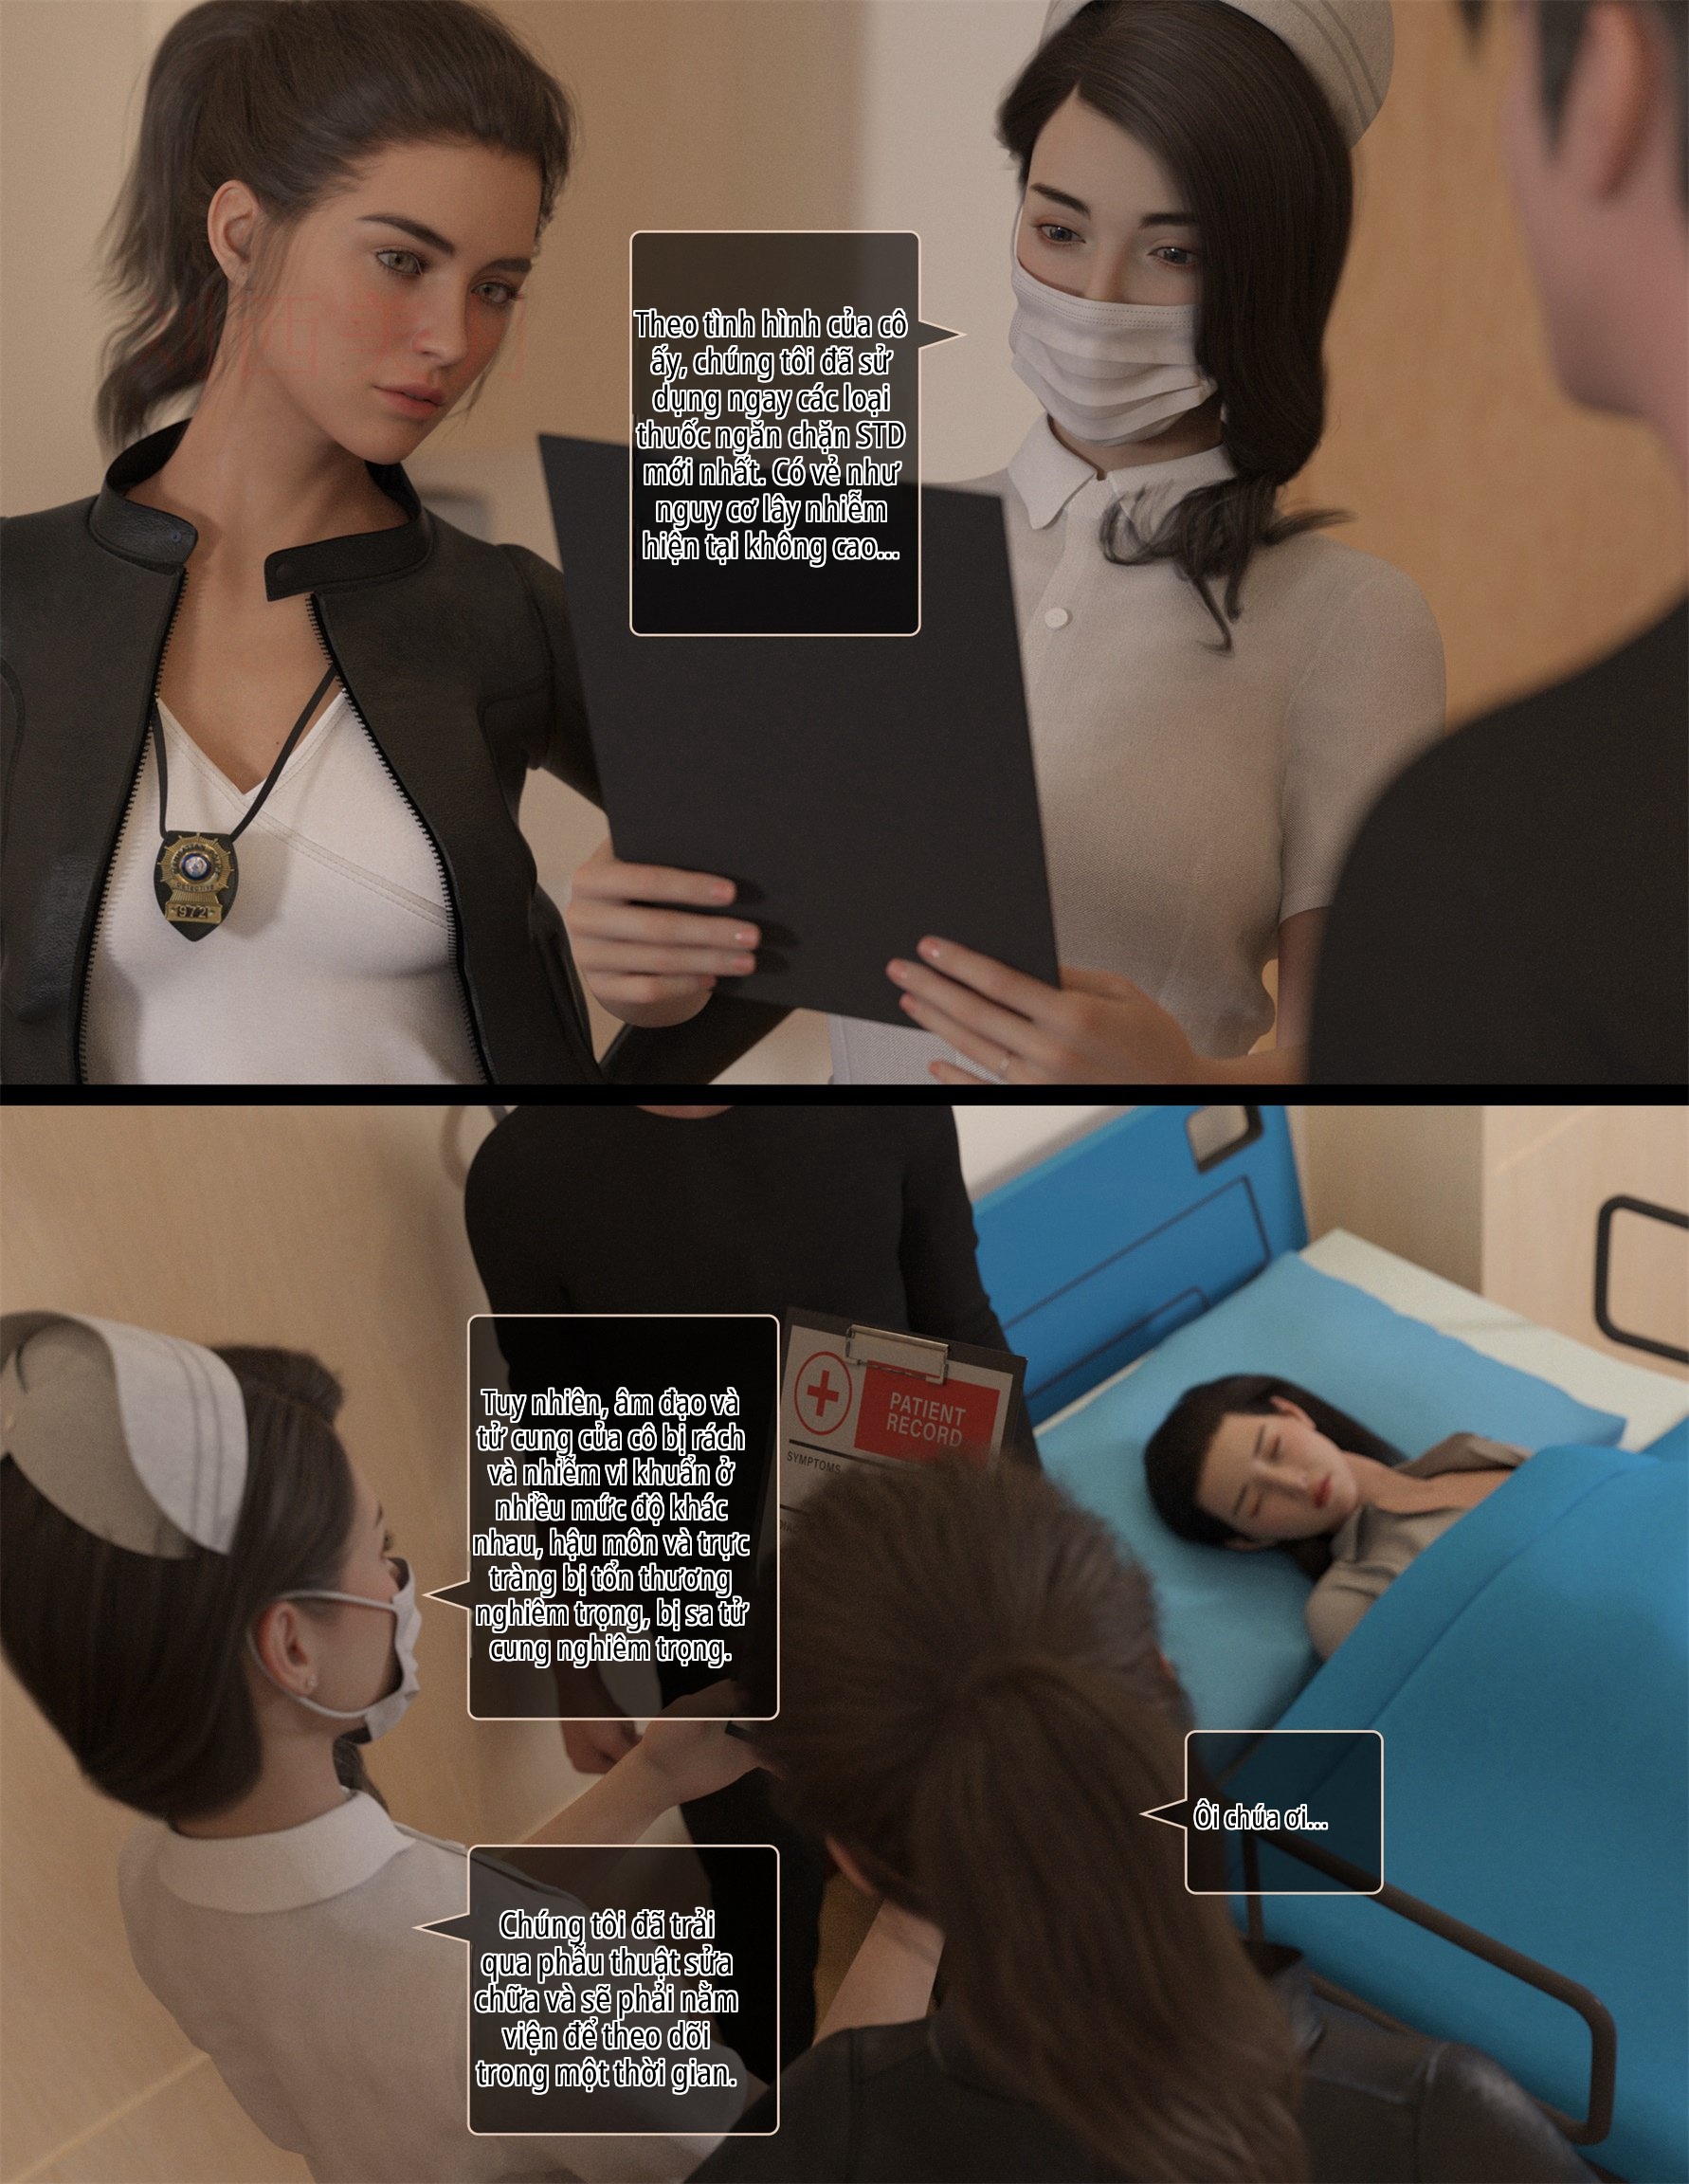 Theo tình hình của cô
ấy, chúng tôi đã sử
dụng ngay các loại
thuốc ngăn chặn STD
mới nhất. Có vẻ như
nguy cơ lây nhiễm
hiện tại không cao...
972
Tuy nhiên, âm đạo và
tử cung của cô bị rách
và nhiễm vi khuẩn ở
nhiều mức độ khác
nhau, hậu môn và trực
tràng bị tổn thương
nghiêm trọng, bị sa tử
cung nghiêm trọng.
PATIENT
RECORD
SYMPTOMS
Ôi chúa ơi...
Chúng tôi đã trải
qua phẫu thuật sửa
chữa và sẽ phải nằm
viện để theo dõi
trong một thời gian.